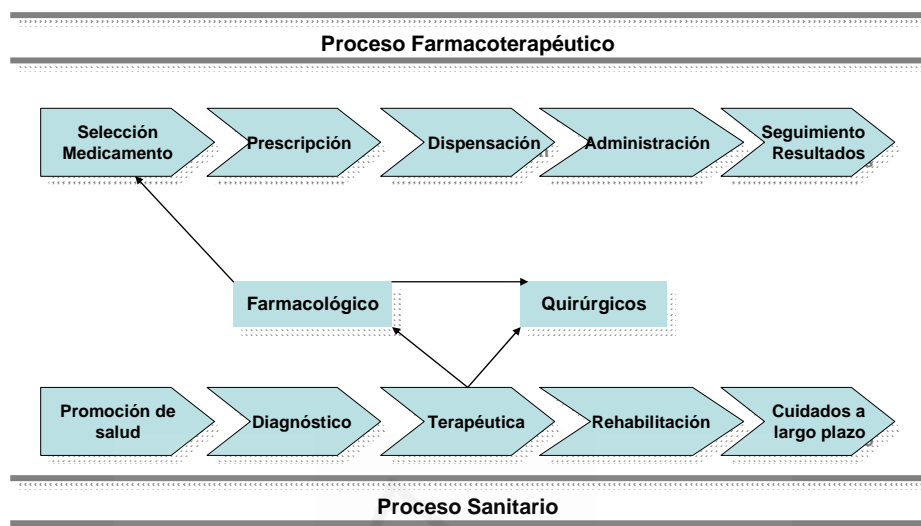 Proceso Farmacoterapéutico
Selección
Medicamento
Prescripción
Dispensación
Administración
Seguimiento
Resultados
Farmacológico
Quirúrgicos
Promoción de
salud
Diagnóstico
Terapéutica
Rehabilitación
Cuidados a
largo plazo
Proceso Sanitario